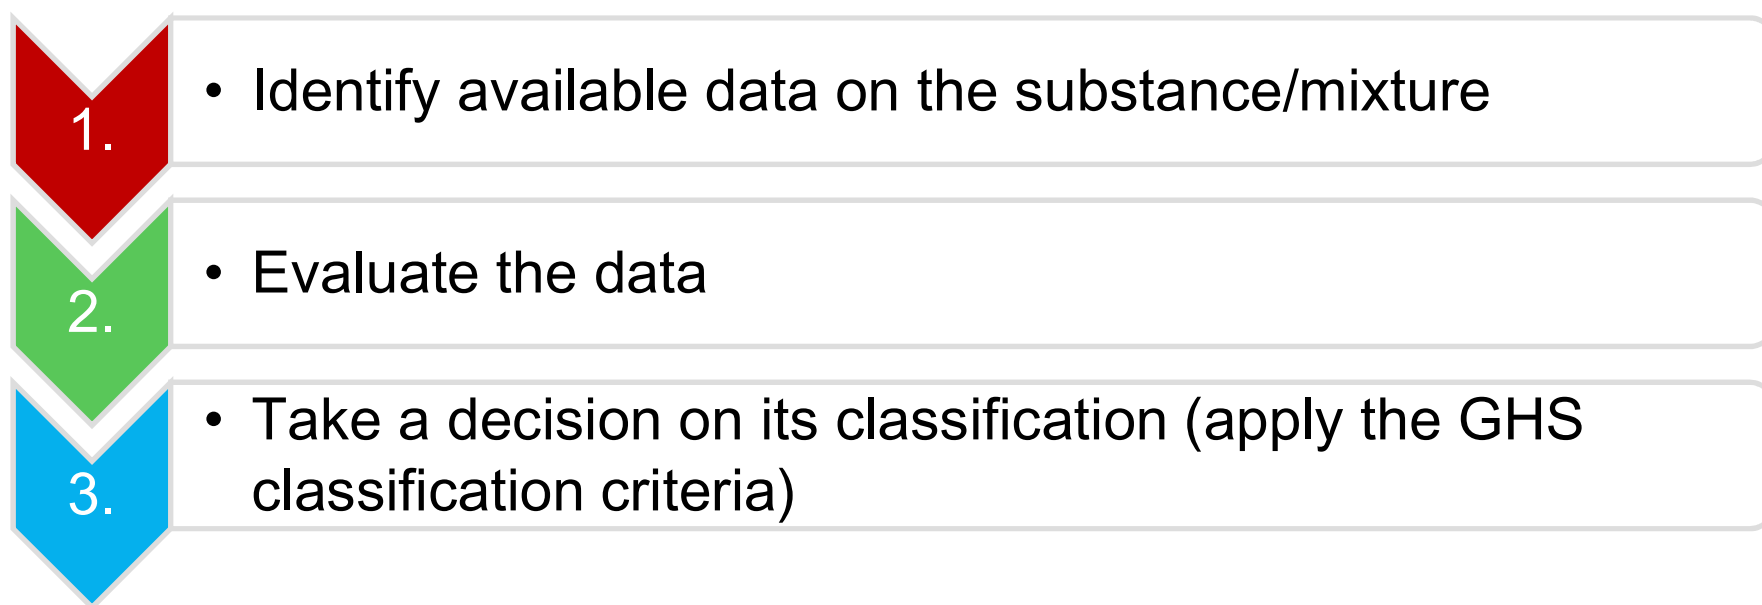 1.
• Identify available data on the substance/mixture
2.
• Evaluate the data
3.
• Take a decision on its classification (apply the GHS
classification criteria)